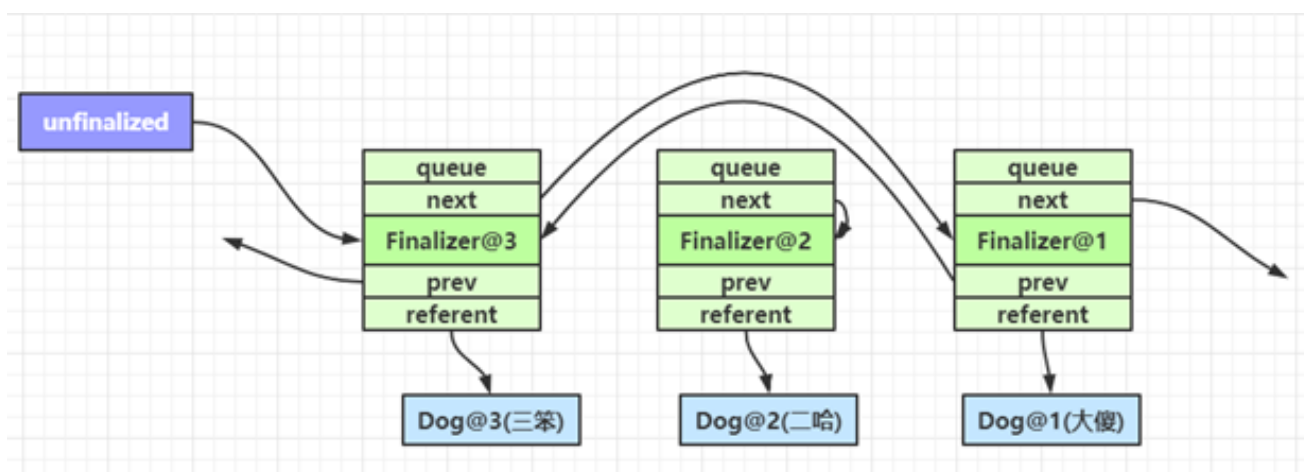 unfinalized
queue
next
Finalizer@3
prev
referent
Dog@3(三笨)
queue
next
Finalizer@2
prev
referent
Dog@2(二哈)
queue
next
Finalizer@1
prev
referent
Dog@1(大傻)